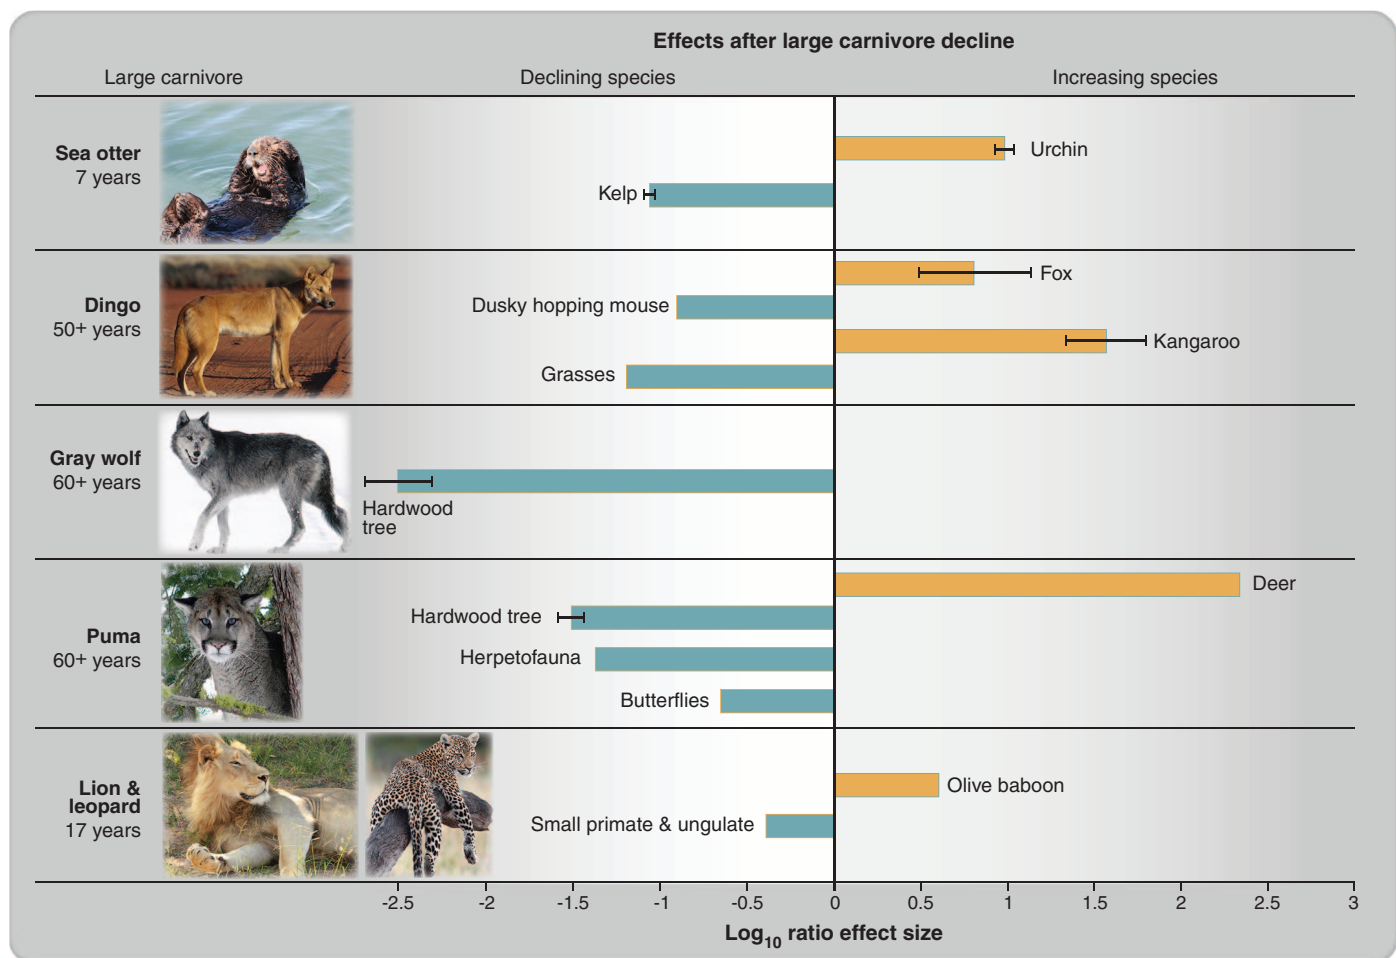 Effects after large carnivore decline
Large carnivore
Declining species
Increasing species
Sea otter
7 years
Urchin
Kelp
Dingo
50+ years
Fox
Dusky hopping mouse
Kangaroo
Grasses
Gray wolf
60+ years
Hardwood
tree
Puma
60+ years
Deer
Hardwood tree
Herpetofauna
Butterflies
Lion &
leopard
17 years
Olive baboon
Small primate & ungulate
-2.5 -2 -1.5 -1 -0.5 0 0.5 1 1.5 2 2.5 3
Log₁₀ ratio effect size